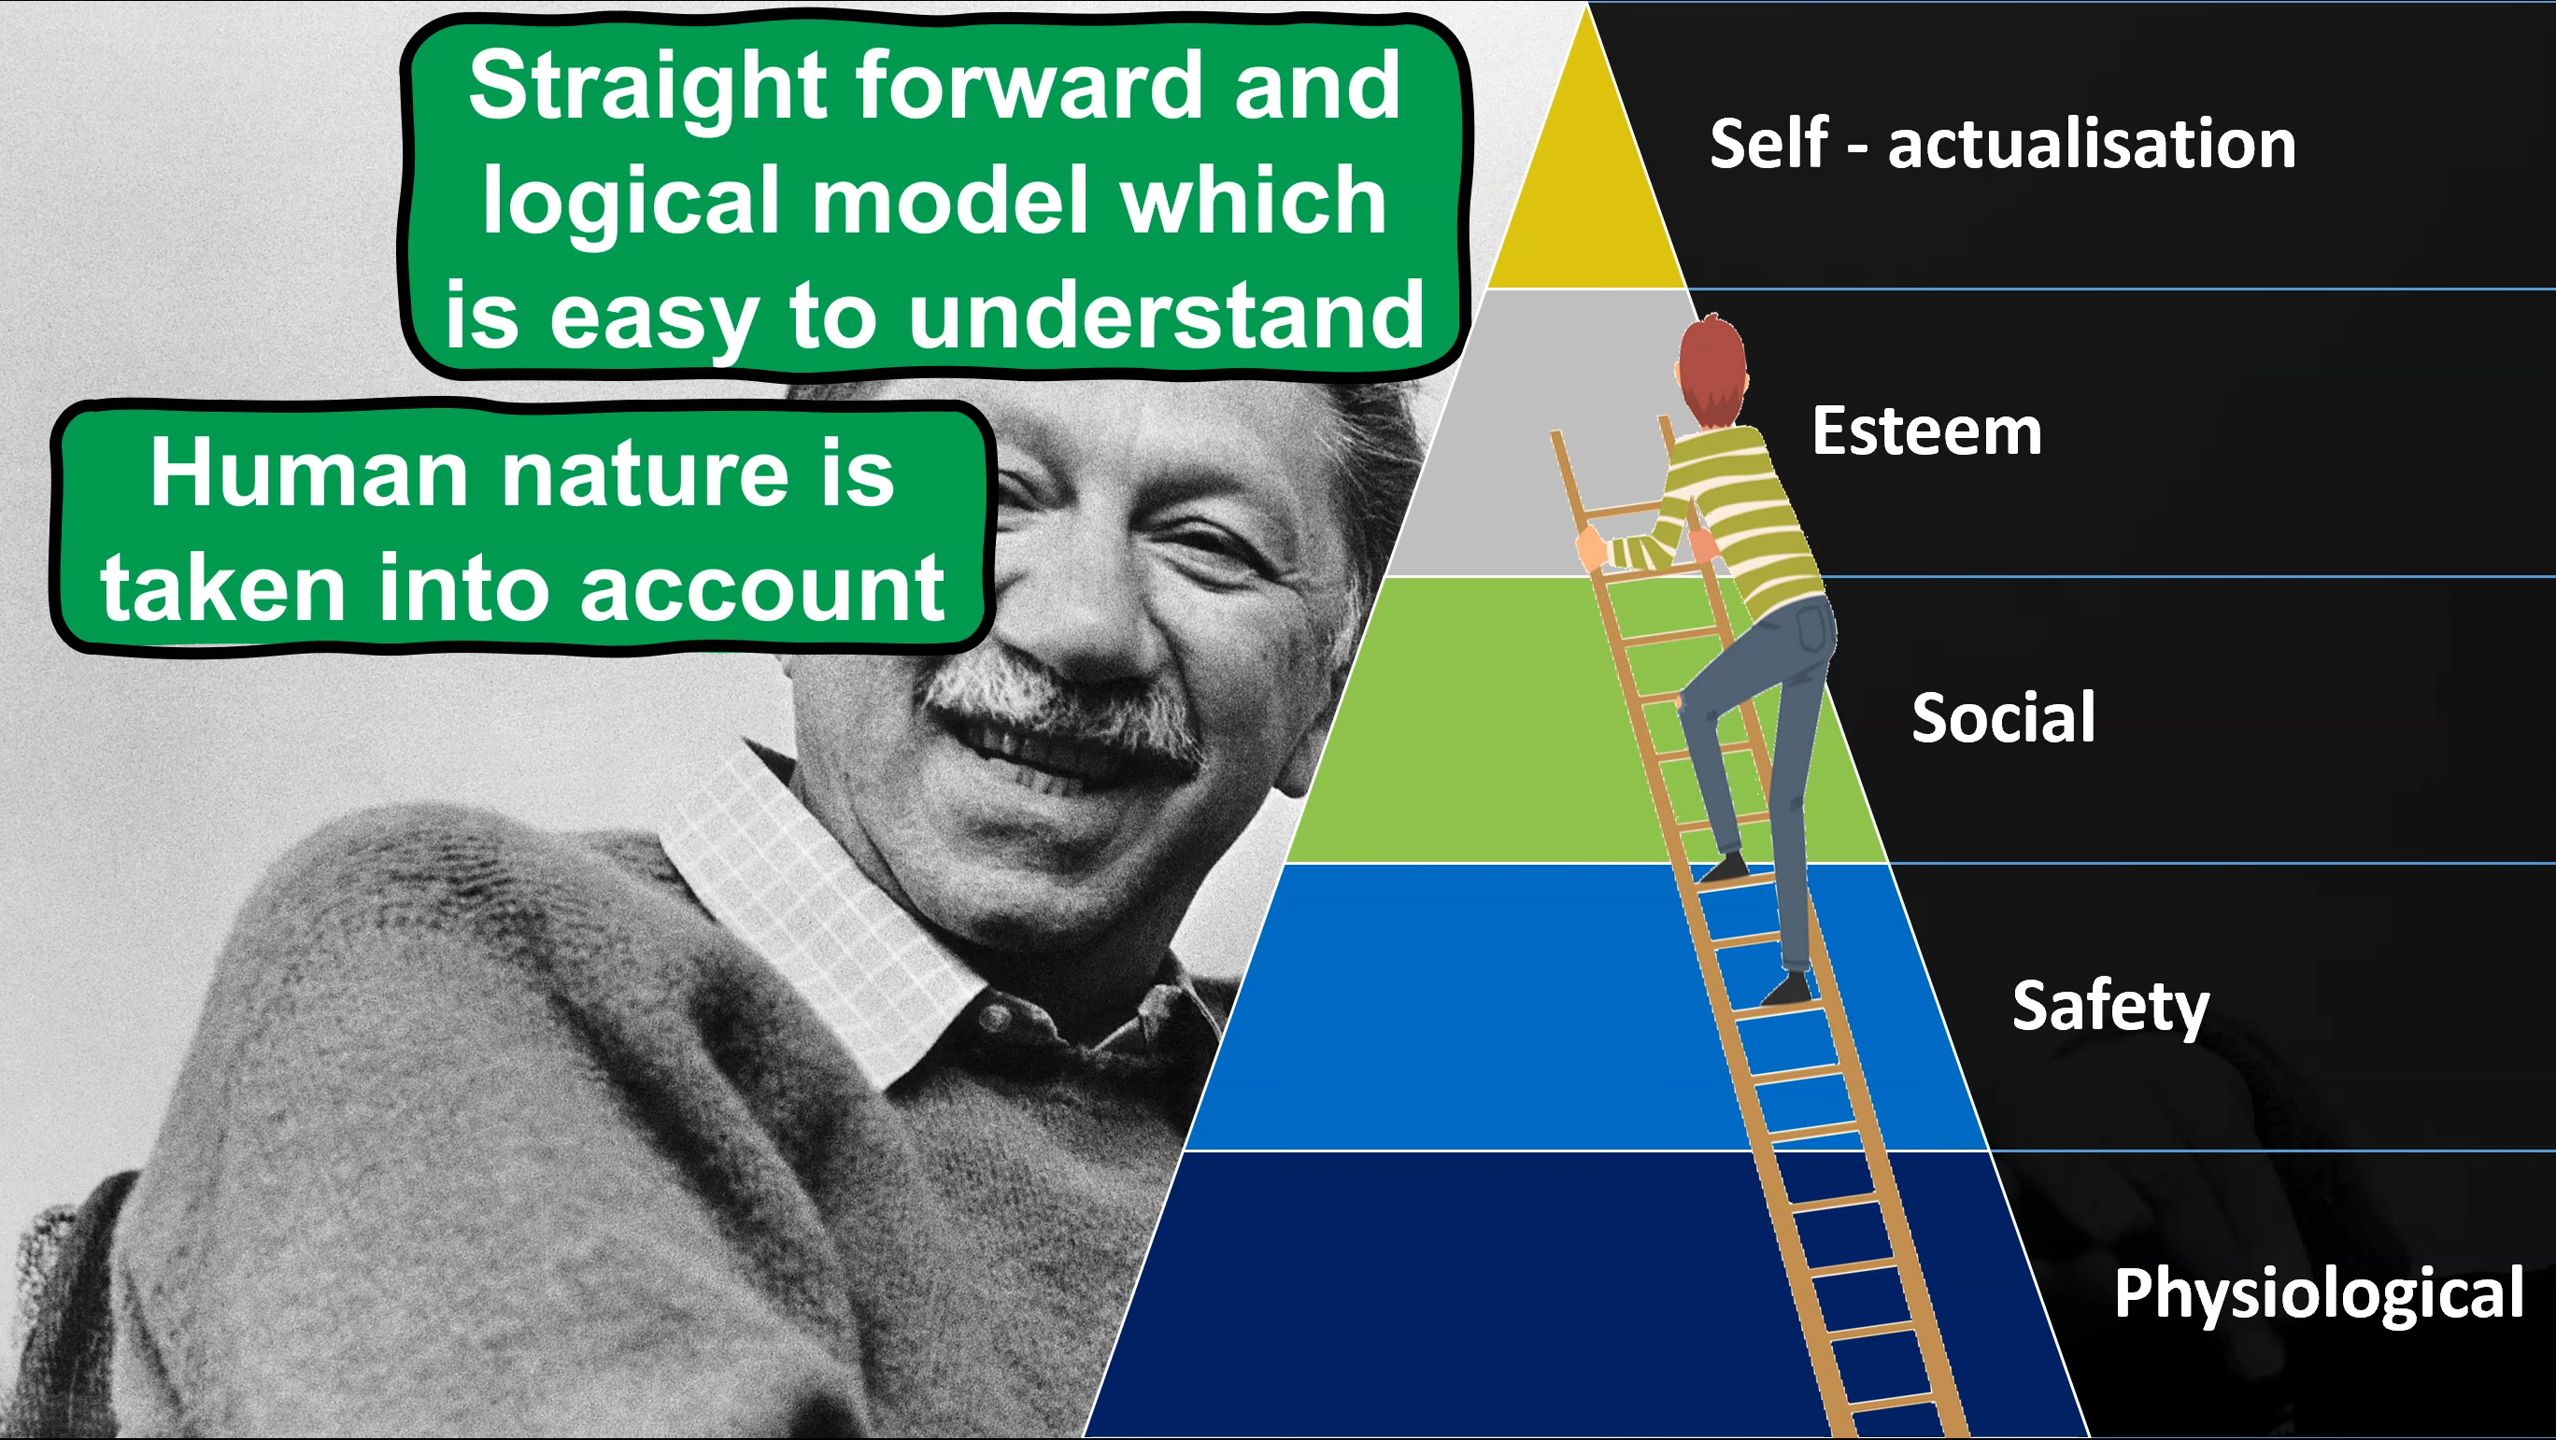 Straight forward and
logical model which
is easy to understand
Human nature is
taken into account
Self - actualisation
Esteem
Social
Safety
Physiological